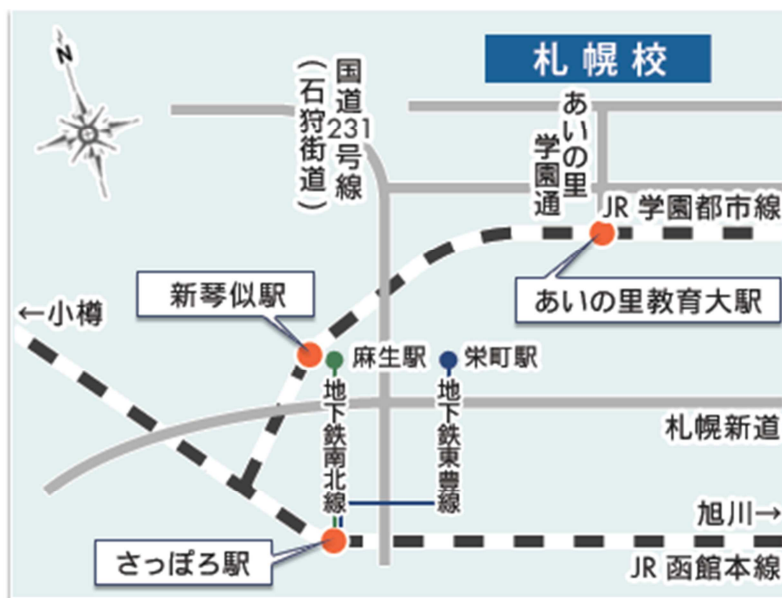 N
札幌校
国道231号線
(石狩街道)
あいの里
学園通
JR 学園都市線
新琴似駅
あいの里教育大駅
←小樽
麻生駅
栄町駅
地下鉄南北線
地下鉄東豊線
札幌新道
旭川→
さっぽろ駅
JR 函館本線